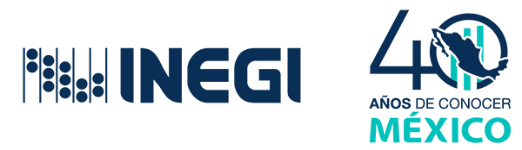 INEGI
40
AÑOS DE CONOCER
MÉXICO